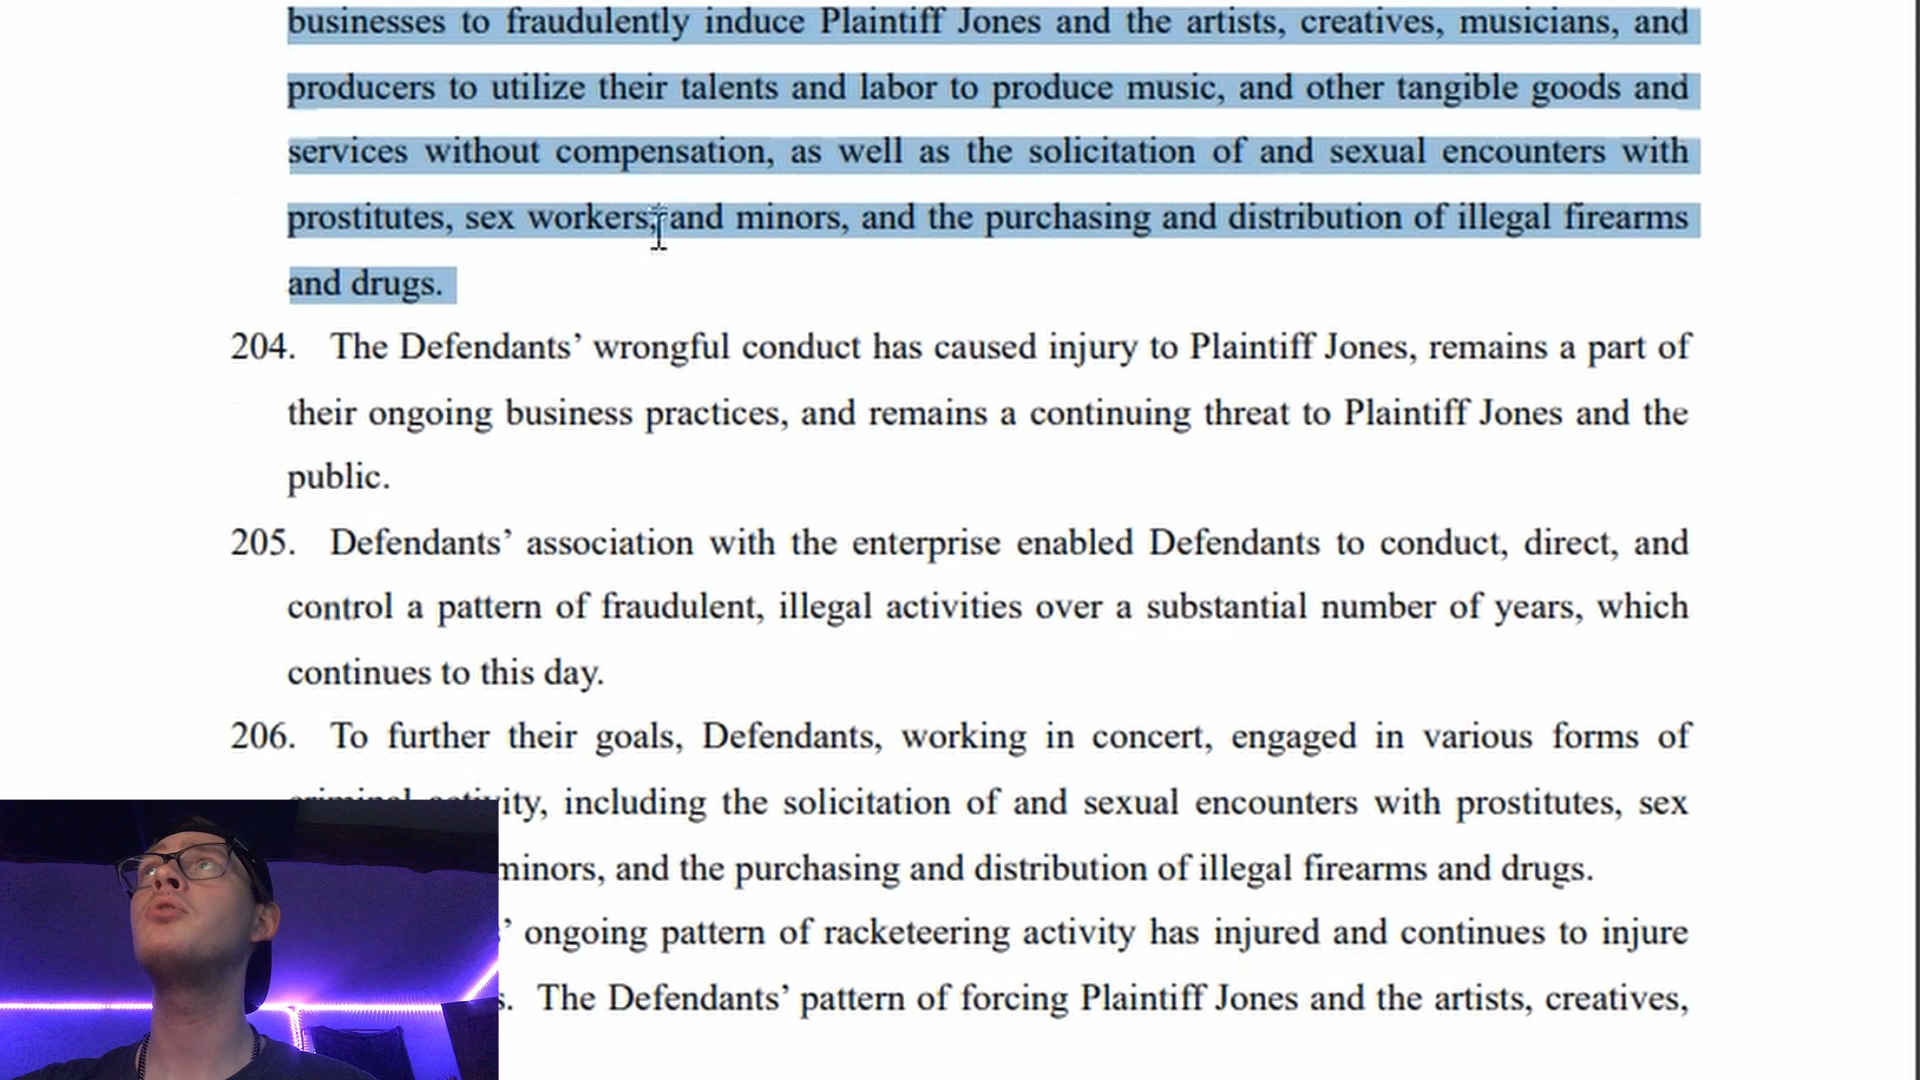 businesses to fraudulently induce Plaintiff Jones and the artists, creatives, musicians, and
producers to utilize their talents and labor to produce music, and other tangible goods and
services without compensation, as well as the solicitation of and sexual encounters with
prostitutes, sex workers, and minors, and the purchasing and distribution of illegal firearms
and drugs.
204. The Defendants’ wrongful conduct has caused injury to Plaintiff Jones, remains a part of
their ongoing business practices, and remains a continuing threat to Plaintiff Jones and the
public.
205. Defendants’ association with the enterprise enabled Defendants to conduct, direct, and
control a pattern of fraudulent, illegal activities over a substantial number of years, which
continues to this day.
206. To further their goals, Defendants, working in concert, engaged in various forms of
criminal activity, including the solicitation of and sexual encounters with prostitutes, sex
minors, and the purchasing and distribution of illegal firearms and drugs.
’ ongoing pattern of racketeering activity has injured and continues to injure
s. The Defendants’ pattern of forcing Plaintiff Jones and the artists, creatives,